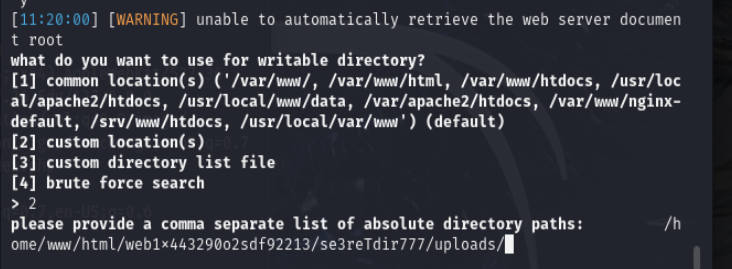 y
[11:20:00] [WARNING] unable to automatically retrieve the web server documen
t root
what do you want to use for writable directory?
[1] common location(s) ('/var/www/, /var/www/html, /var/www/htdocs, /usr/loc
al/apache2/htdocs, /usr/local/www/data, /var/apache2/htdocs, /var/www/nginx-
default, /srv/www/htdocs, /usr/local/var/www') (default)
[2] custom location(s)
[3] custom directory list file
[4] brute force search
> 2
please provide a comma separate list of absolute directory paths: /h
ome/www/html/web1×443290o2sdf92213/se3reTdir777/uploads/